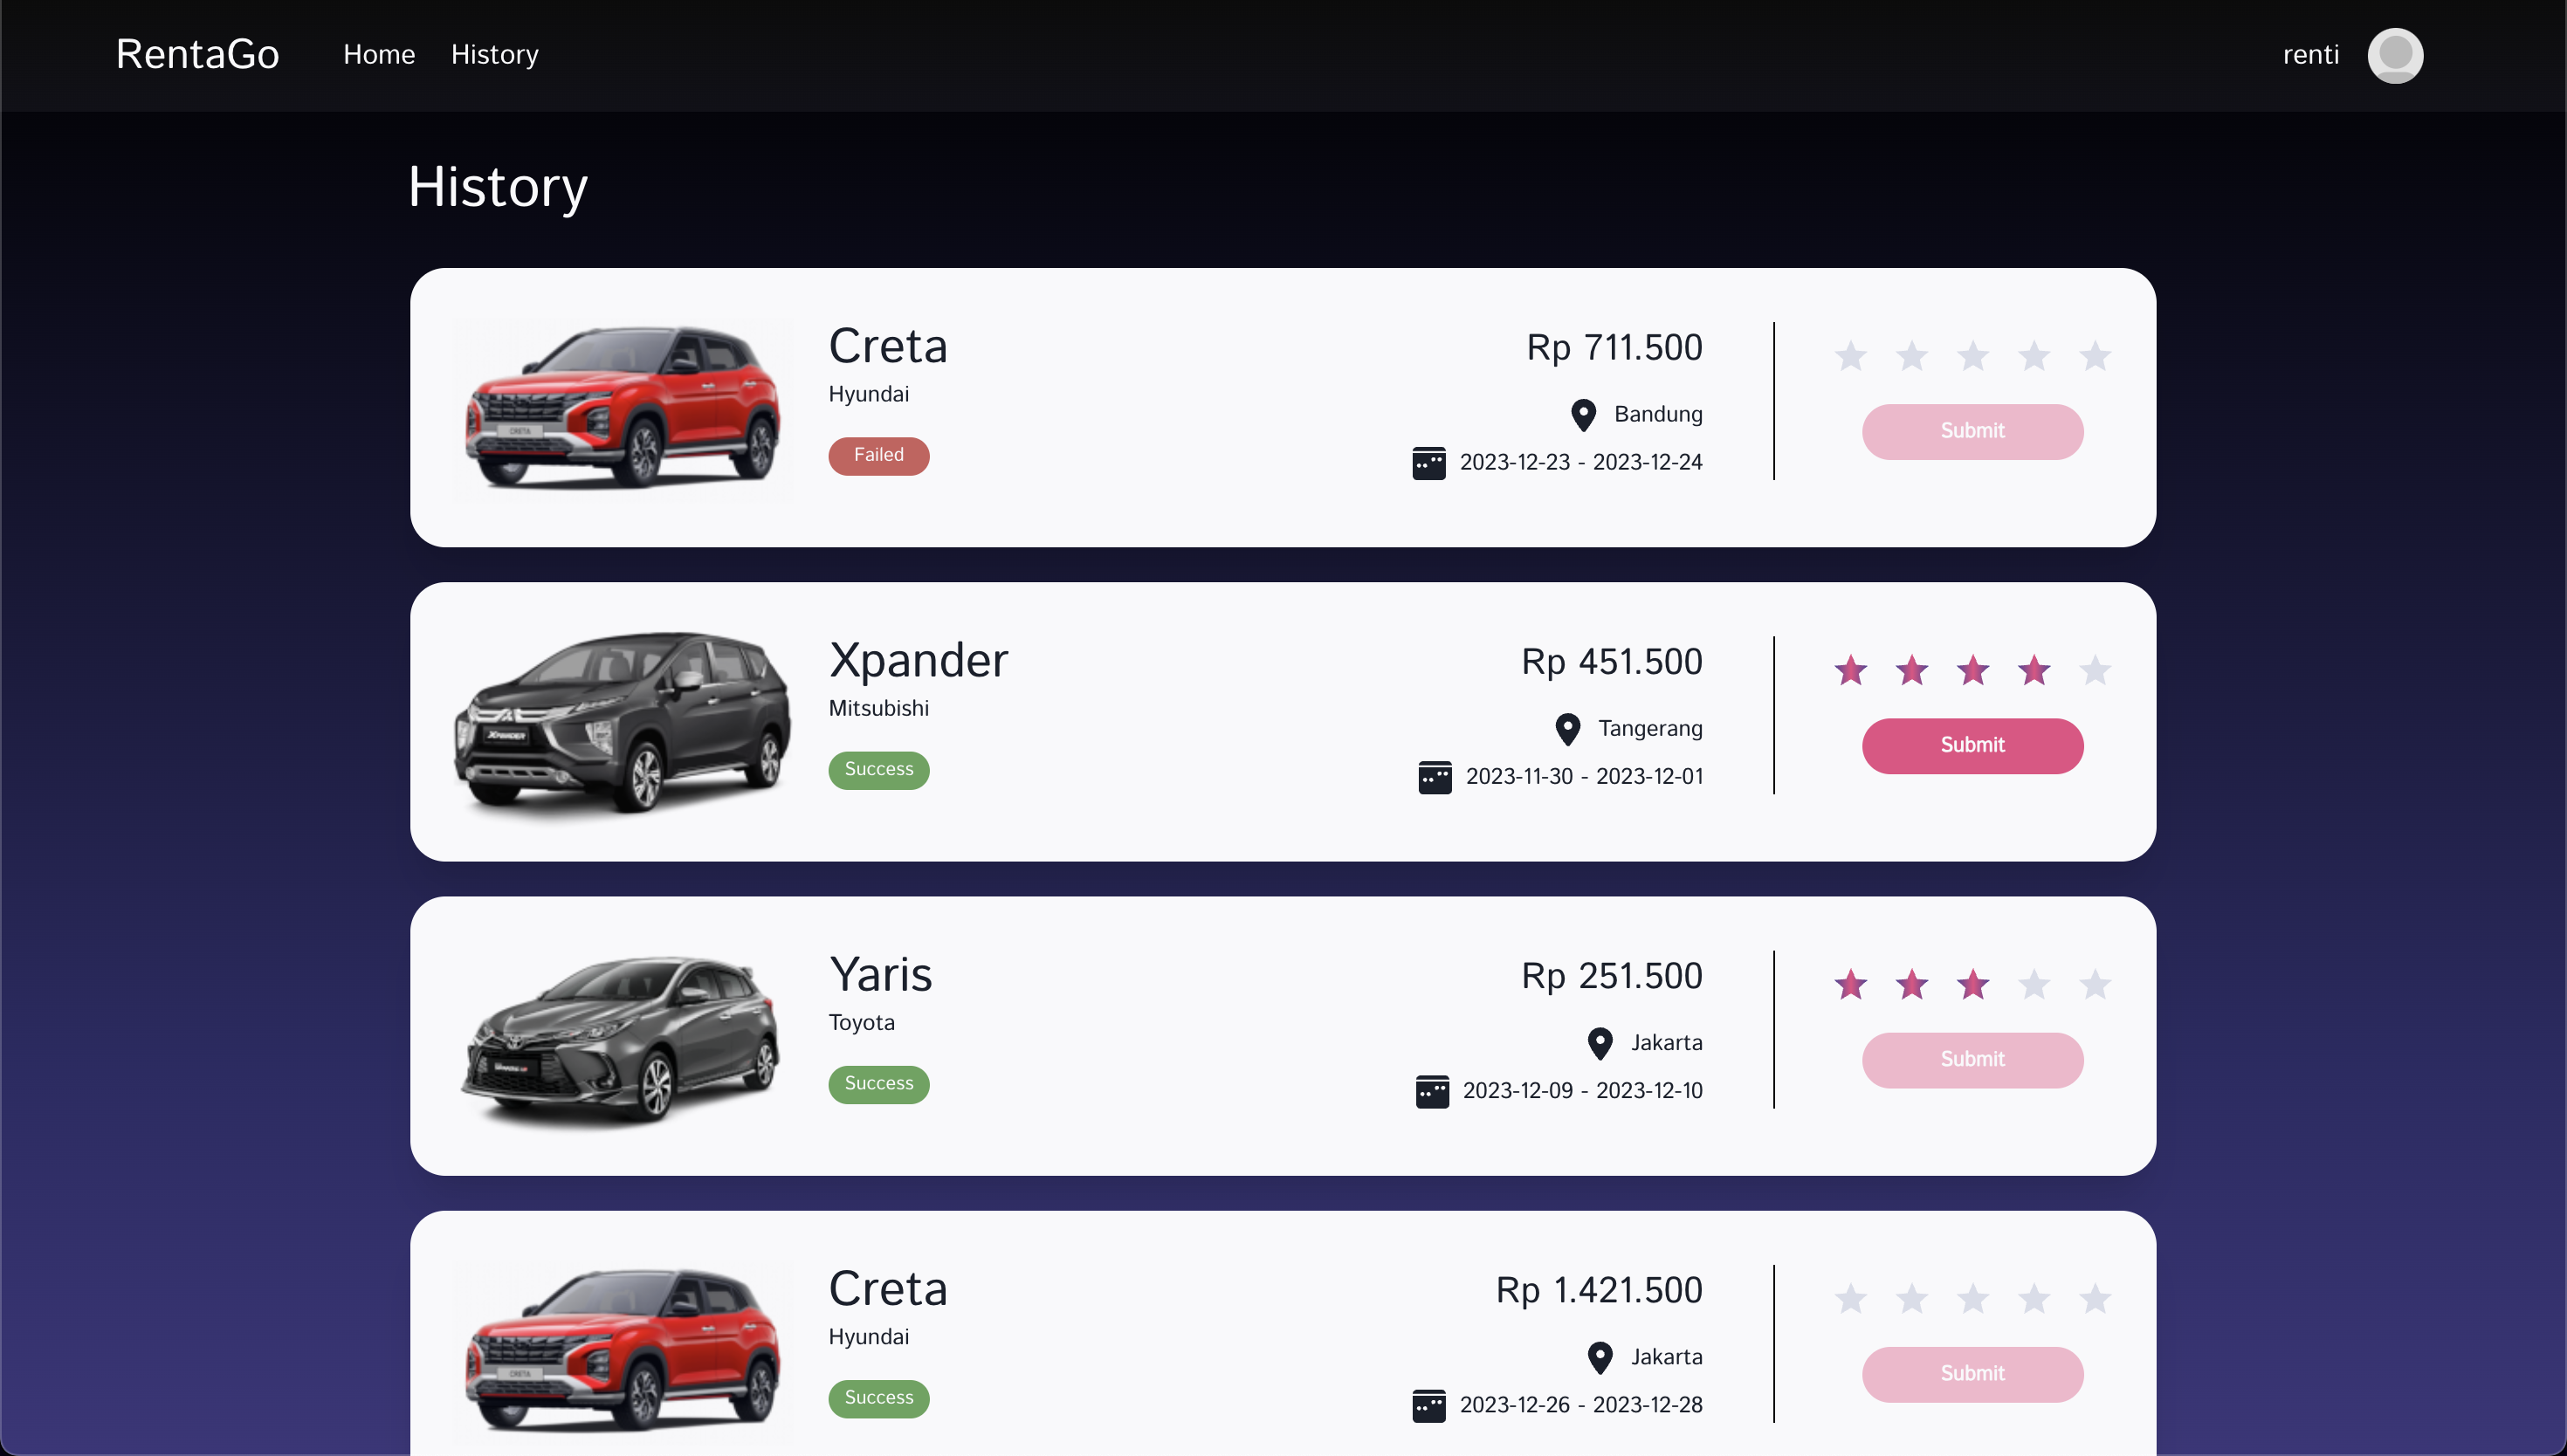 RentaGo Home History renti
History
Creta
Hyundai
Failed
Rp 711.500
Bandung
2023-12-23 - 2023-12-24
Submit
CRETA
Xpander
Mitsubishi
Success
Rp 451.500
Tangerang
2023-11-30 - 2023-12-01
Submit
XPANDER
Yaris
Toyota
Success
Rp 251.500
Jakarta
2023-12-09 - 2023-12-10
Submit
Creta
Hyundai
Success
Rp 1.421.500
Jakarta
2023-12-26 - 2023-12-28
Submit
CRETA